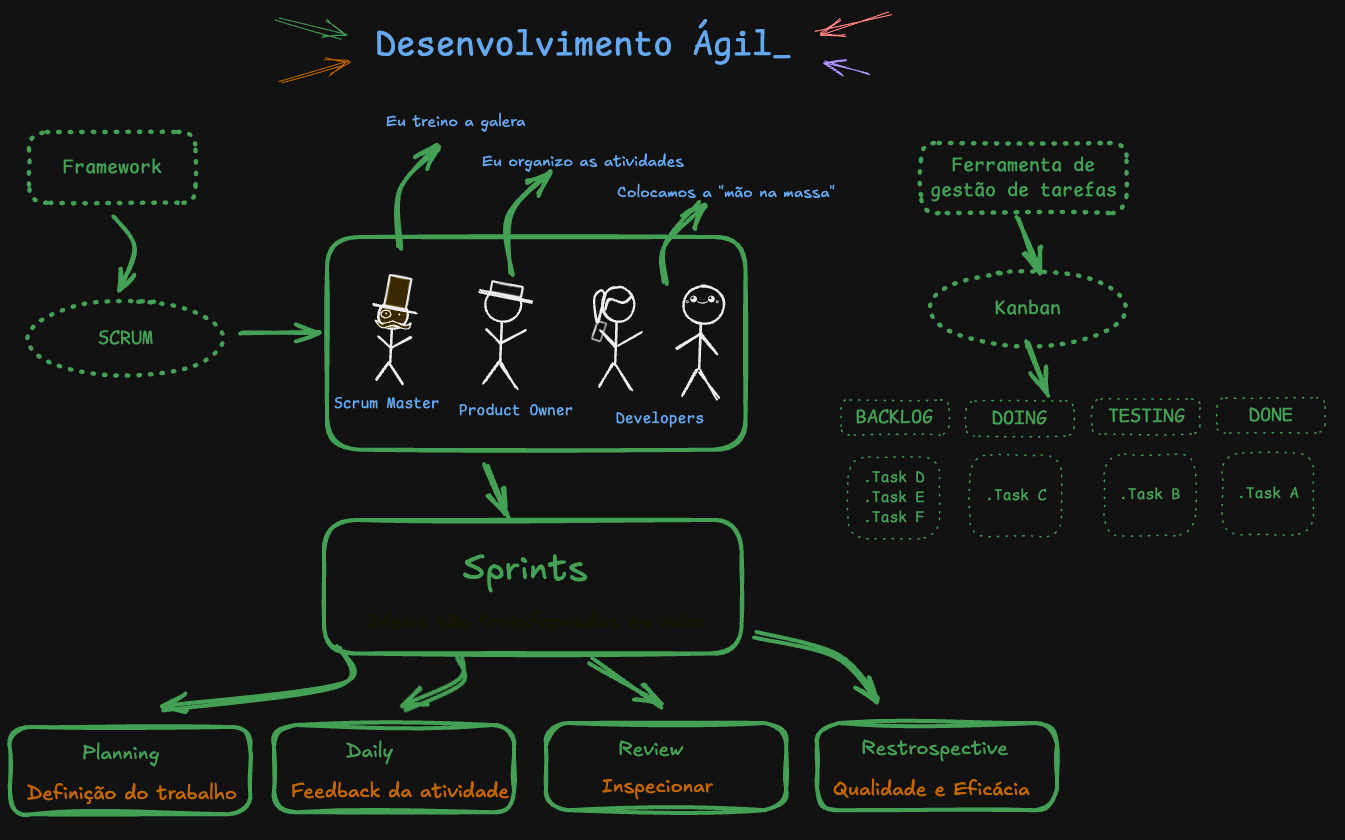 Desenvolvimento Ágil_
Eu treino a galera
Eu organizo as atividades
Colocamos a "mão na massa"
Framework
SCRUM
Scrum Master
Product Owner
Developers
Sprints
Planning
Definição do trabalho
Daily
Feedback da atividade
Review
Inspecionar
Restrospective
Qualidade e Eficácia
Ferramenta de
gestão de tarefas
Kanban
BACKLOG
DOING
TESTING
DONE
.Task D
.Task E
.Task F
.Task C
.Task B
.Task A